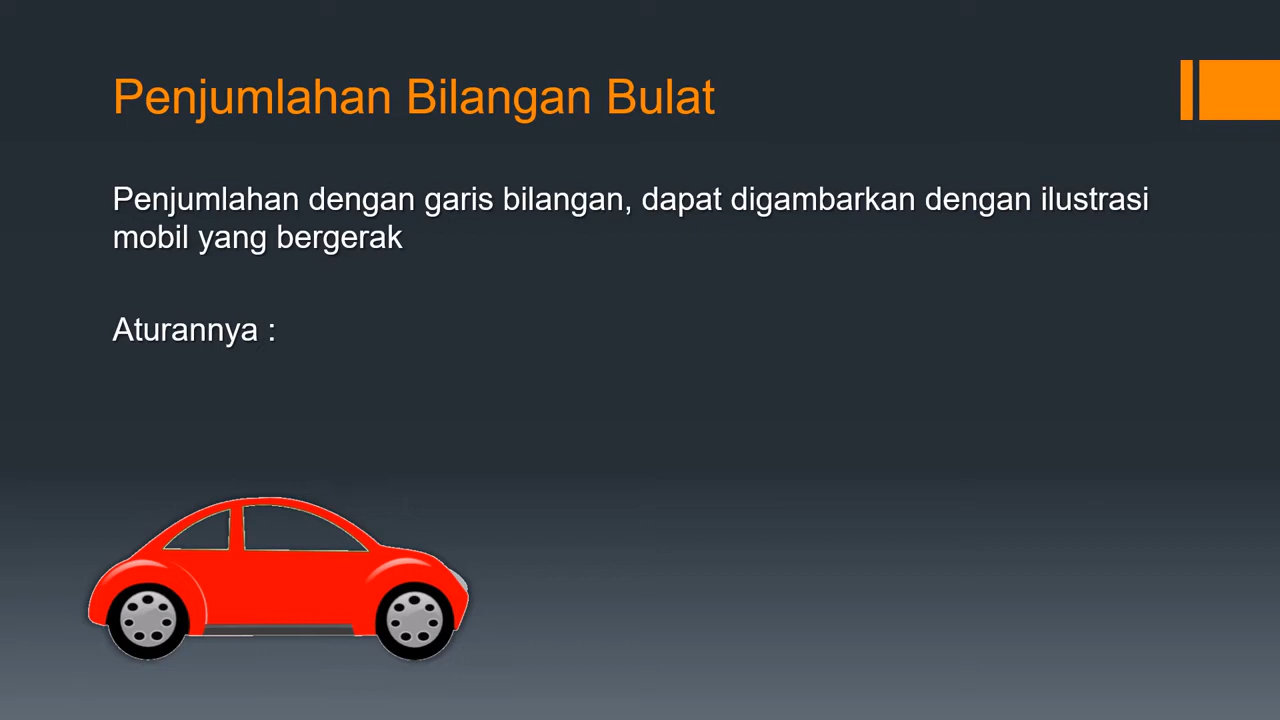 Penjumlahan Bilangan Bulat
Penjumlahan dengan garis bilangan, dapat digambarkan dengan ilustrasi
mobil yang bergerak
Aturannya :